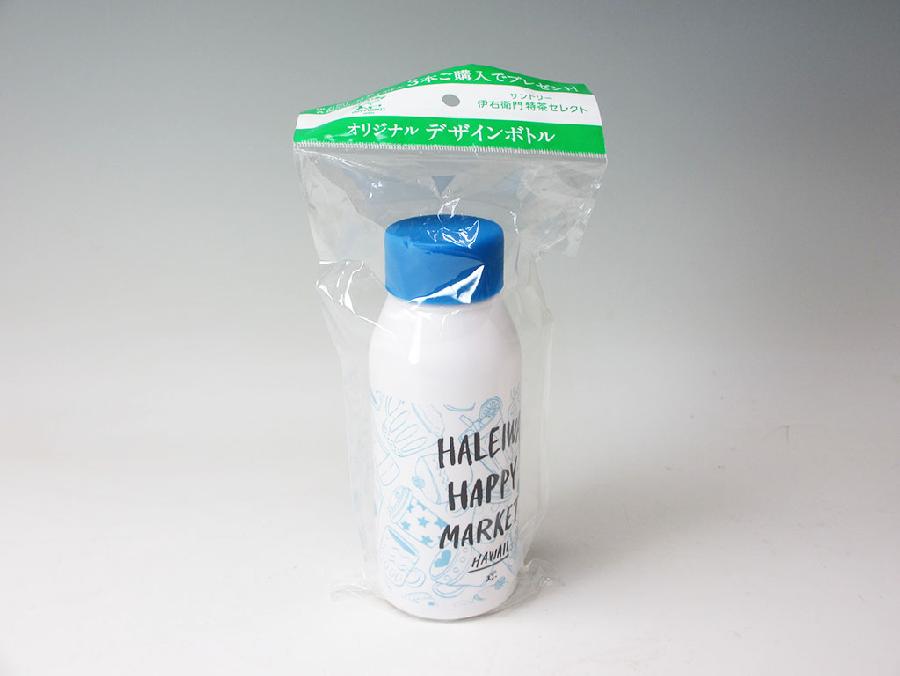 3本ご購入でプレゼント!
サントリー
伊右衛門 特茶セレクト
オリジナル デザインボトル
HALEIWA
HAPPY
MARKET
HAWAII